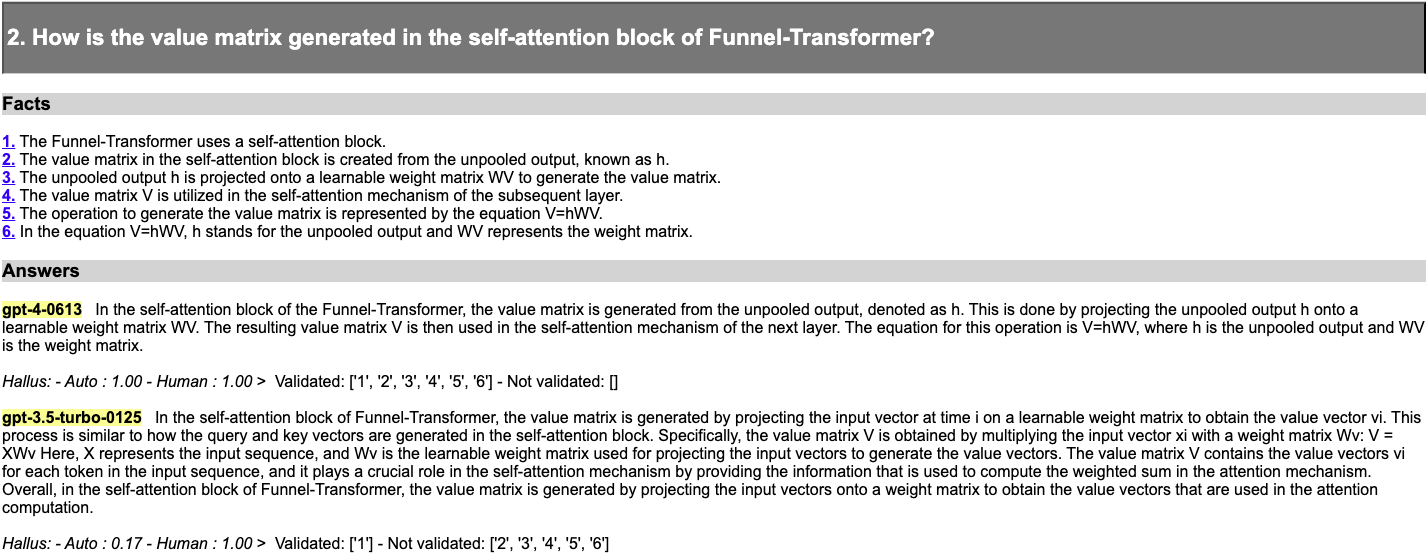 2. How is the value matrix generated in the self-attention block of Funnel-Transformer?
Facts
1. The Funnel-Transformer uses a self-attention block.
2. The value matrix in the self-attention block is created from the unpooled output, known as h.
3. The unpooled output h is projected onto a learnable weight matrix WV to generate the value matrix.
4. The value matrix V is utilized in the self-attention mechanism of the subsequent layer.
5. The operation to generate the value matrix is represented by the equation V=hWV.
6. In the equation V=hWV, h stands for the unpooled output and WV represents the weight matrix.
Answers
gpt-4-0613 In the self-attention block of the Funnel-Transformer, the value matrix is generated from the unpooled output, denoted as h. This is done by projecting the unpooled output h onto a
learnable weight matrix WV. The resulting value matrix V is then used in the self-attention mechanism of the next layer. The equation for this operation is V=hWV, where h is the unpooled output and WV
is the weight matrix.
Hallus: - Auto : 1.00 - Human : 1.00 > Validated: ['1', '2', '3', '4', '5', '6'] - Not validated: []
gpt-3.5-turbo-0125 In the self-attention block of Funnel-Transformer, the value matrix is generated by projecting the input vector at time i on a learnable weight matrix to obtain the value vector vi. This
process is similar to how the query and key vectors are generated in the self-attention block. Specifically, the value matrix V is obtained by multiplying the input vector xi with a weight matrix Wv: V =
XWv Here, X represents the input sequence, and Wv is the learnable weight matrix used for projecting the input vectors to generate the value vectors. The value matrix V contains the value vectors vi
for each token in the input sequence, and it plays a crucial role in the self-attention mechanism by providing the information that is used to compute the weighted sum in the attention mechanism.
Overall, in the self-attention block of Funnel-Transformer, the value matrix is generated by projecting the input vectors onto a weight matrix to obtain the value vectors that are used in the attention
computation.
Hallus: - Auto : 0.17 - Human : 1.00 > Validated: ['1'] - Not validated: ['2', '3', '4', '5', '6']